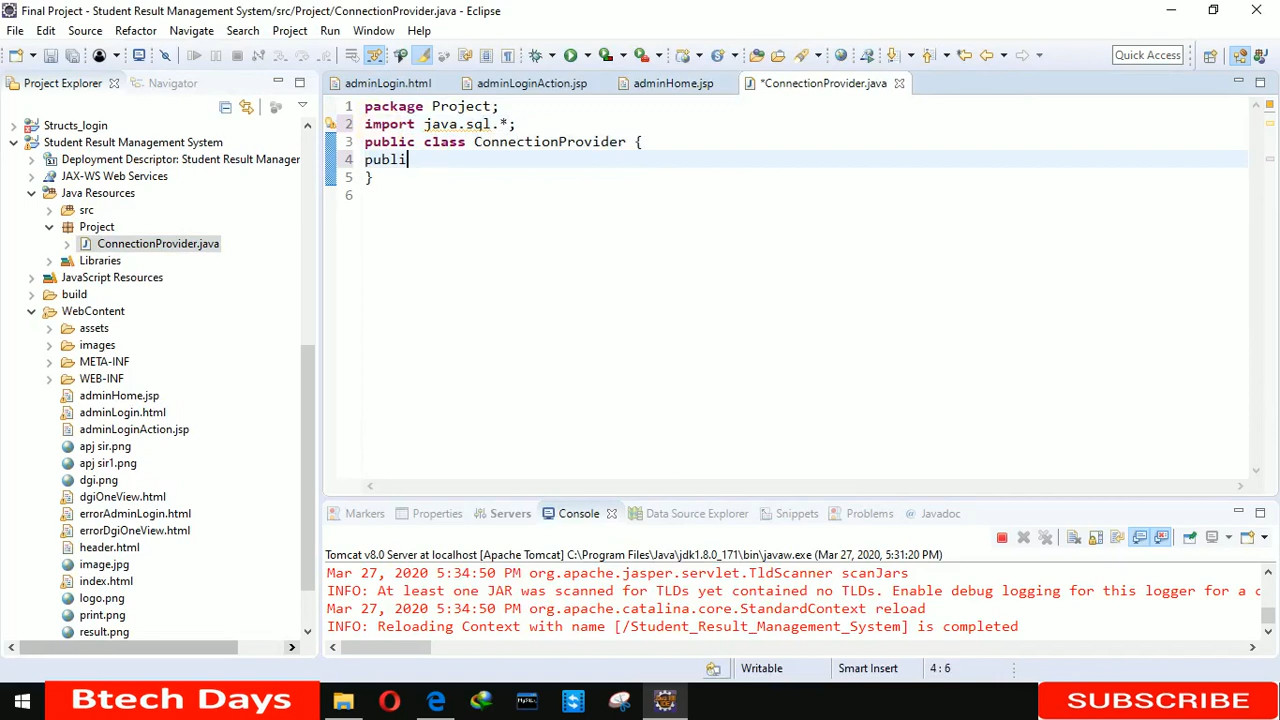 Final Project - Student Result Management System/src/Project/ConnectionProvider.java - Eclipse
File Edit Source Refactor Navigate Search Project Run Window Help
Quick Access
Project Explorer Navigator
adminLogin.html adminLoginAction.jsp adminHome.jsp *ConnectionProvider.java
Structs_login
Student Result Management System
Deployment Descriptor: Student Result Manager
JAX-WS Web Services
Java Resources
src
Project
ConnectionProvider.java
Libraries
JavaScript Resources
build
WebContent
assets
images
META-INF
WEB-INF
adminHome.jsp
adminLogin.html
adminLoginAction.jsp
apj sir.png
apj sir1.png
dgi.png
dgiOneView.html
errorAdminLogin.html
errorDgiOneView.html
header.html
image.jpg
index.html
logo.png
print.png
result.png
1 package Project;
2 import java.sql.*;
3 public class ConnectionProvider {
4 publi
5 }
6
Markers Properties Servers Console Data Source Explorer Snippets Problems Javadoc
Tomcat v8.0 Server at localhost [Apache Tomcat] C:\Program Files\Java\jdk1.8.0_171\bin\javaw.exe (Mar 27, 2020, 5:31:20 PM)
Mar 27, 2020 5:34:50 PM org.apache.jasper.servlet.TldScanner scanJars
INFO: At least one JAR was scanned for TLDs yet contained no TLDs. Enable debug logging for this logger for a c
Mar 27, 2020 5:34:50 PM org.apache.catalina.core.StandardContext reload
INFO: Reloading Context with name [/Student_Result_Management_System] is completed
Writable Smart Insert 4 : 6
Btech Days
SUBSCRIBE